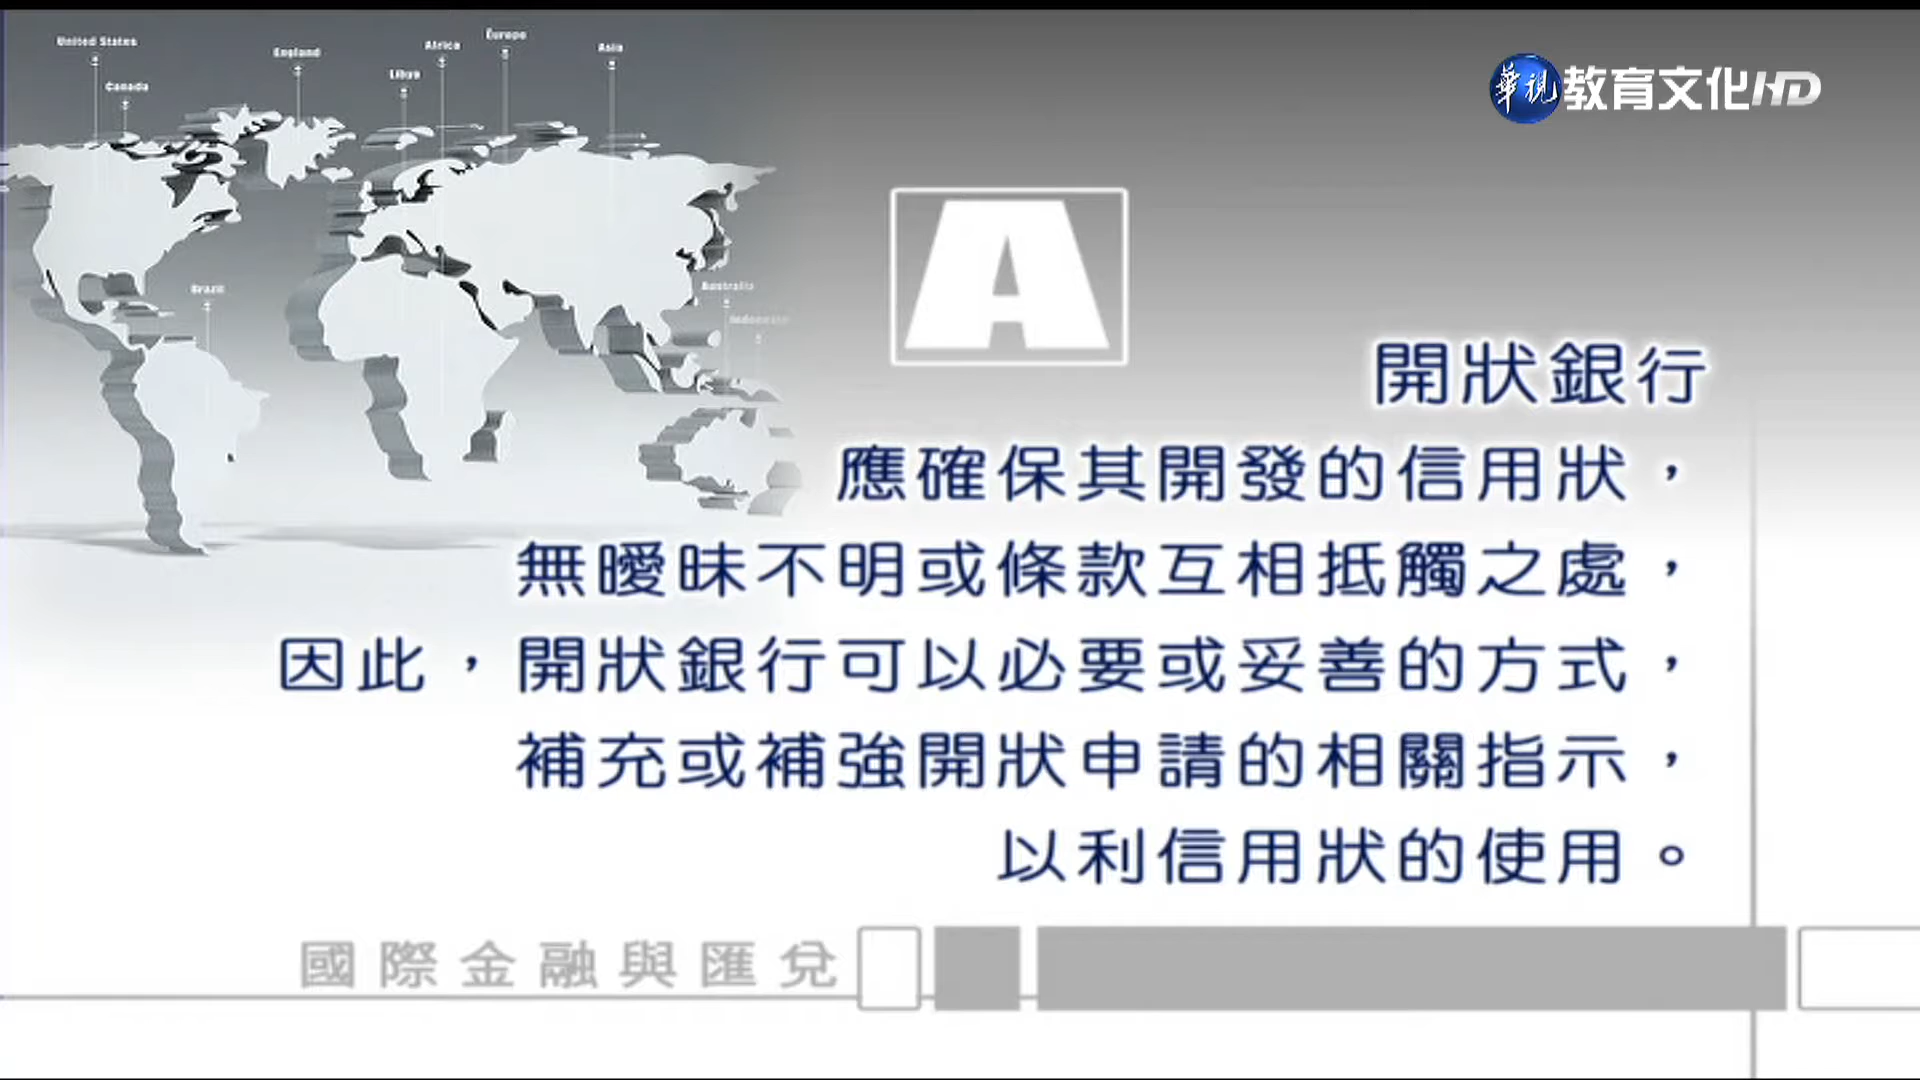 United States
Canada
England
Libua
Africa
Europe
Asia
Brazil
Australia
Indonesia
華視 教育文化HD
A
開狀銀行
應確保其開發的信用狀，
無曖昧不明或條款互相抵觸之處，
因此，開狀銀行可以必要或妥善的方式，
補充或補強開狀申請的相關指示，
以利信用狀的使用。
國際金融與匯兌